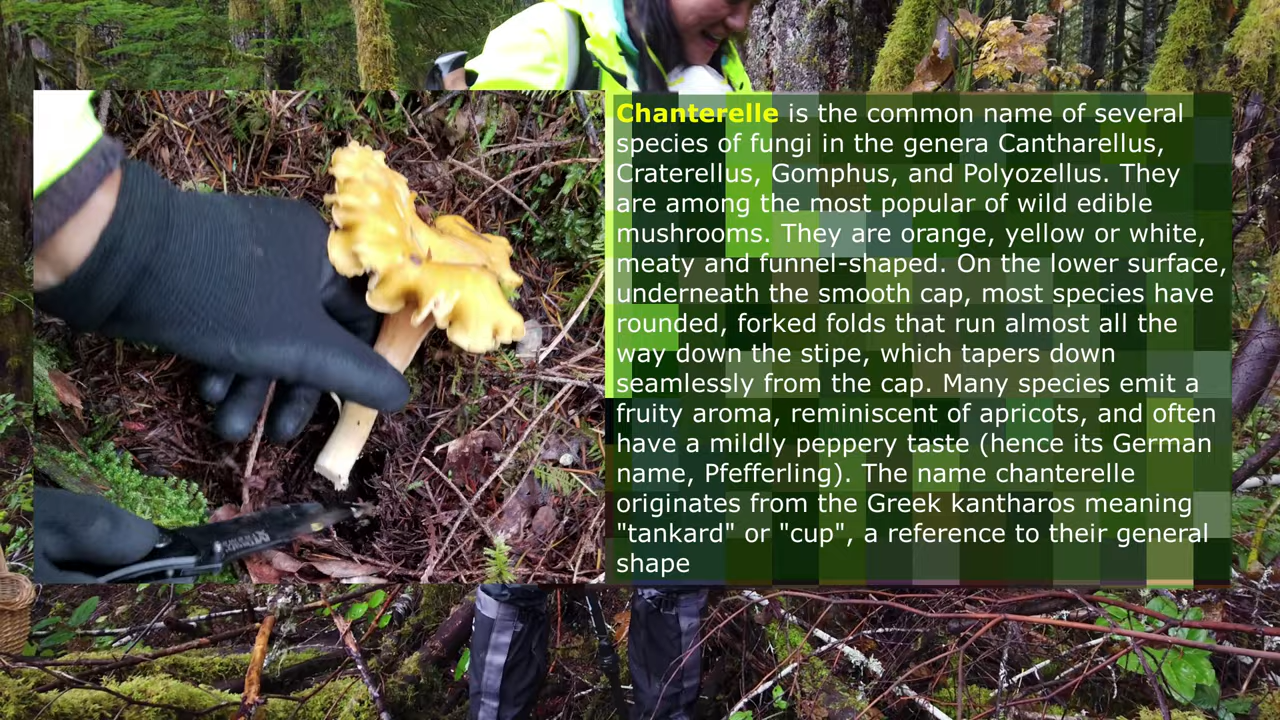 Chanterelle is the common name of several
species of fungi in the genera Cantharellus,
Craterellus, Gomphus, and Polyozellus. They
are among the most popular of wild edible
mushrooms. They are orange, yellow or white,
meaty and funnel-shaped. On the lower surface,
underneath the smooth cap, most species have
rounded, forked folds that run almost all the
way down the stipe, which tapers down
seamlessly from the cap. Many species emit a
fruity aroma, reminiscent of apricots, and often
have a mildly peppery taste (hence its German
name, Pfefferling). The name chanterelle
originates from the Greek kantharos meaning
"tankard" or "cup", a reference to their general
shape